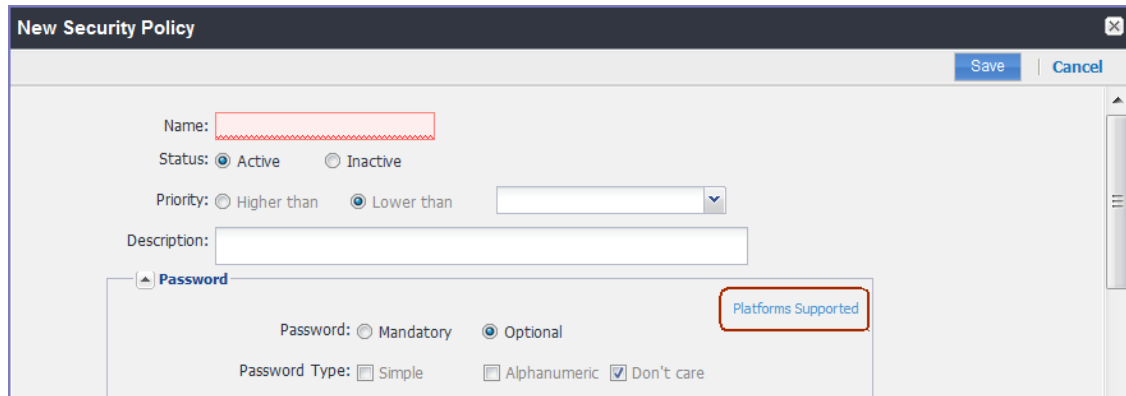 New Security Policy
Save | Cancel
Name:
Status: Active Inactive
Priority: Higher than Lower than
Description:
Password
Platforms Supported
Password: Mandatory Optional
Password Type: Simple Alphanumeric Don't care